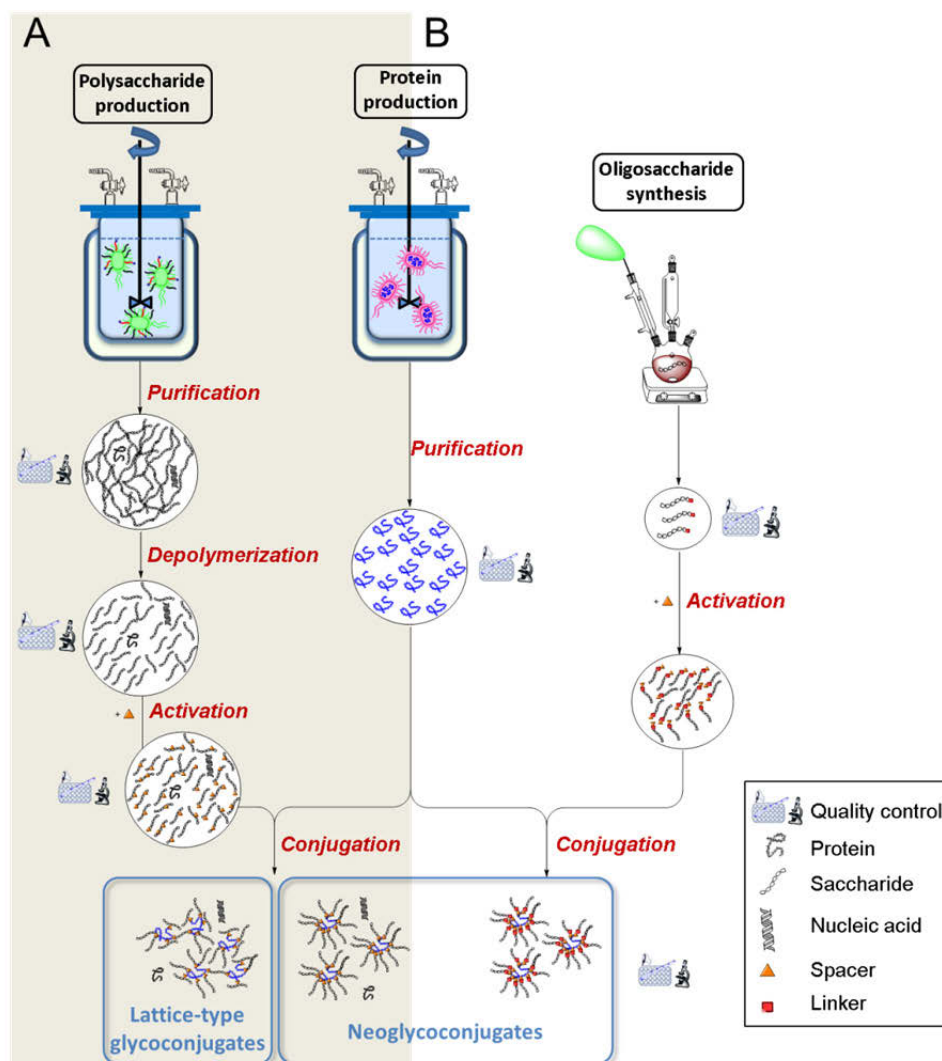 A
B
Polysaccharide
production
Protein
production
Oligosaccharide
synthesis
Purification
Purification
Depolymerization
+
Activation
+
Activation
Conjugation
Conjugation
Lattice-type
glycoconjugates
Neoglycoconjugates
Quality control
Protein
Saccharide
Nucleic acid
Spacer
Linker